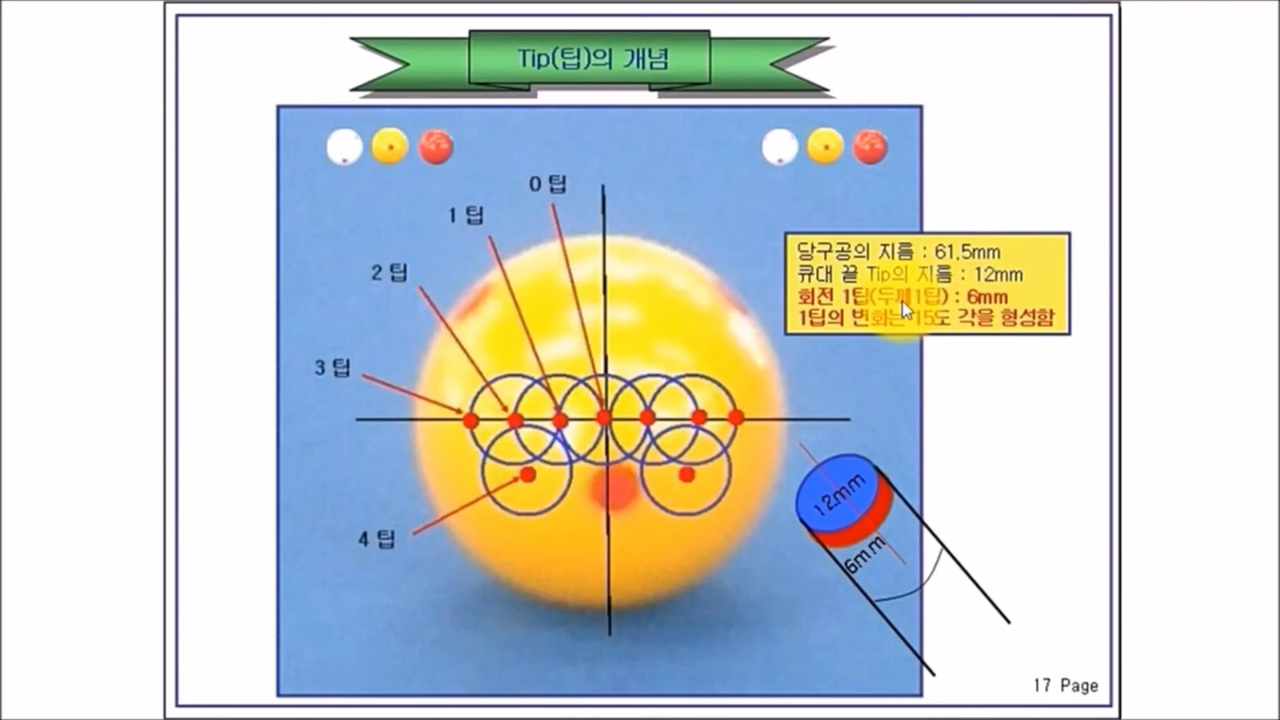 Tip(팁)의 개념
0 팁
1 팁
2 팁
3 팁
4 팁
당구공의 지름 : 61.5mm
큐대 끝 Tip의 지름 : 12mm
회전 1팁(두께1팁) : 6mm
1팁의 변화는 15도 각을 형성함
12mm
6mm
17 Page